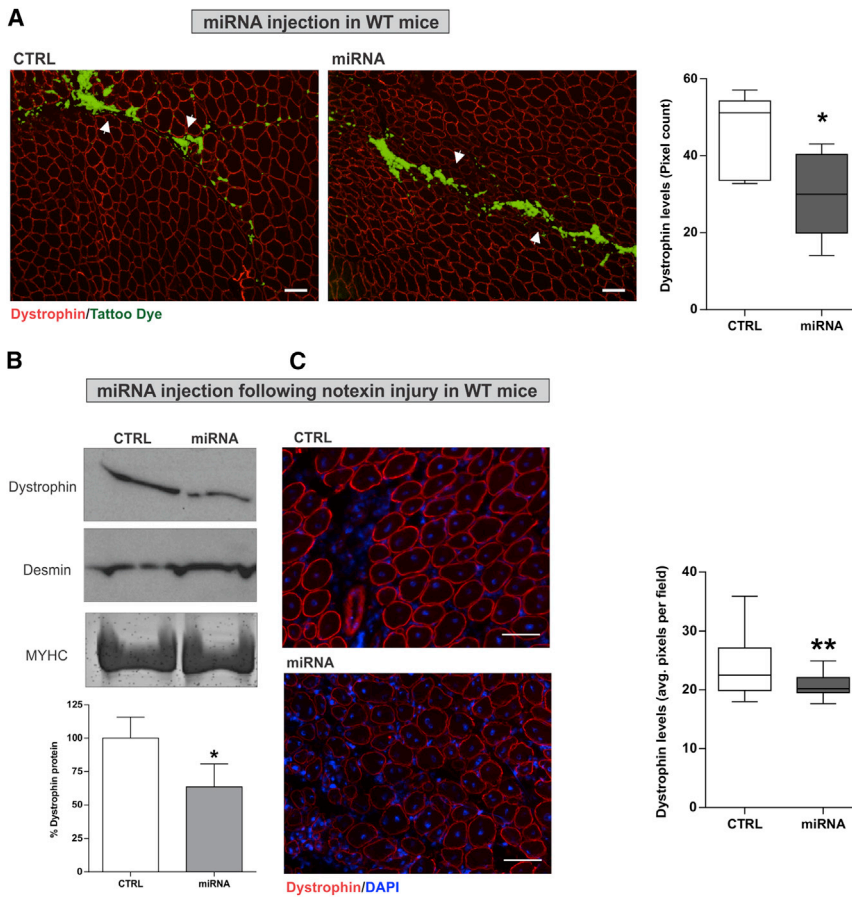 A
miRNA injection in WT mice
CTRL
miRNA
Dystrophin/Tattoo Dye
Dystrophin levels (Pixel count)
60
40
20
0
*
CTRL
miRNA
B
C
miRNA injection following notexin injury in WT mice
CTRL
miRNA
Dystrophin
Desmin
MYHC
% Dystrophin protein
125
100
75
50
25
0
*
CTRL
miRNA
CTRL
miRNA
Dystrophin/DAPI
Dystrophin levels (avg. pixels per field)
40
30
20
10
0
**
CTRL
miRNA